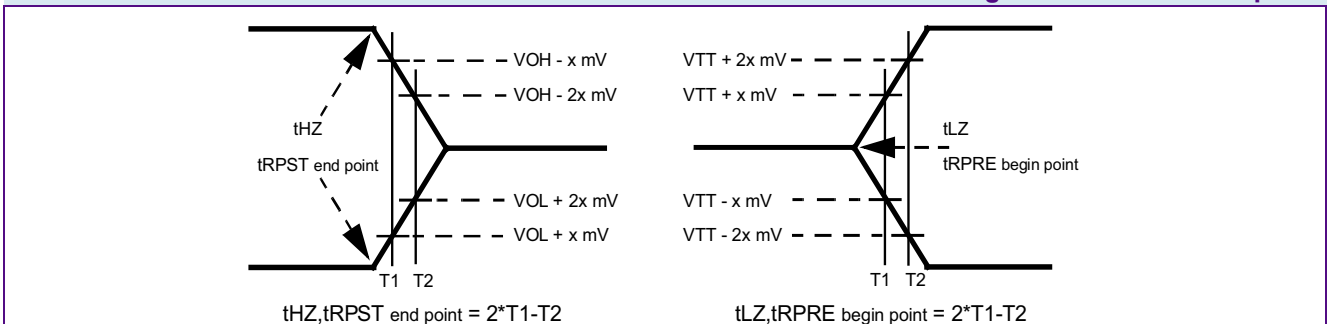 VOH - x mV
VOH - 2x mV
tHZ
tRPST end point
VOL + 2x mV
VOL + x mV
T1 T2
tHZ,tRPST end point = 2*T1-T2
VTT + 2x mV
VTT + x mV
tLZ
tRPRE begin point
VTT - x mV
VTT - 2x mV
T1 T2
tLZ,tRPRE begin point = 2*T1-T2